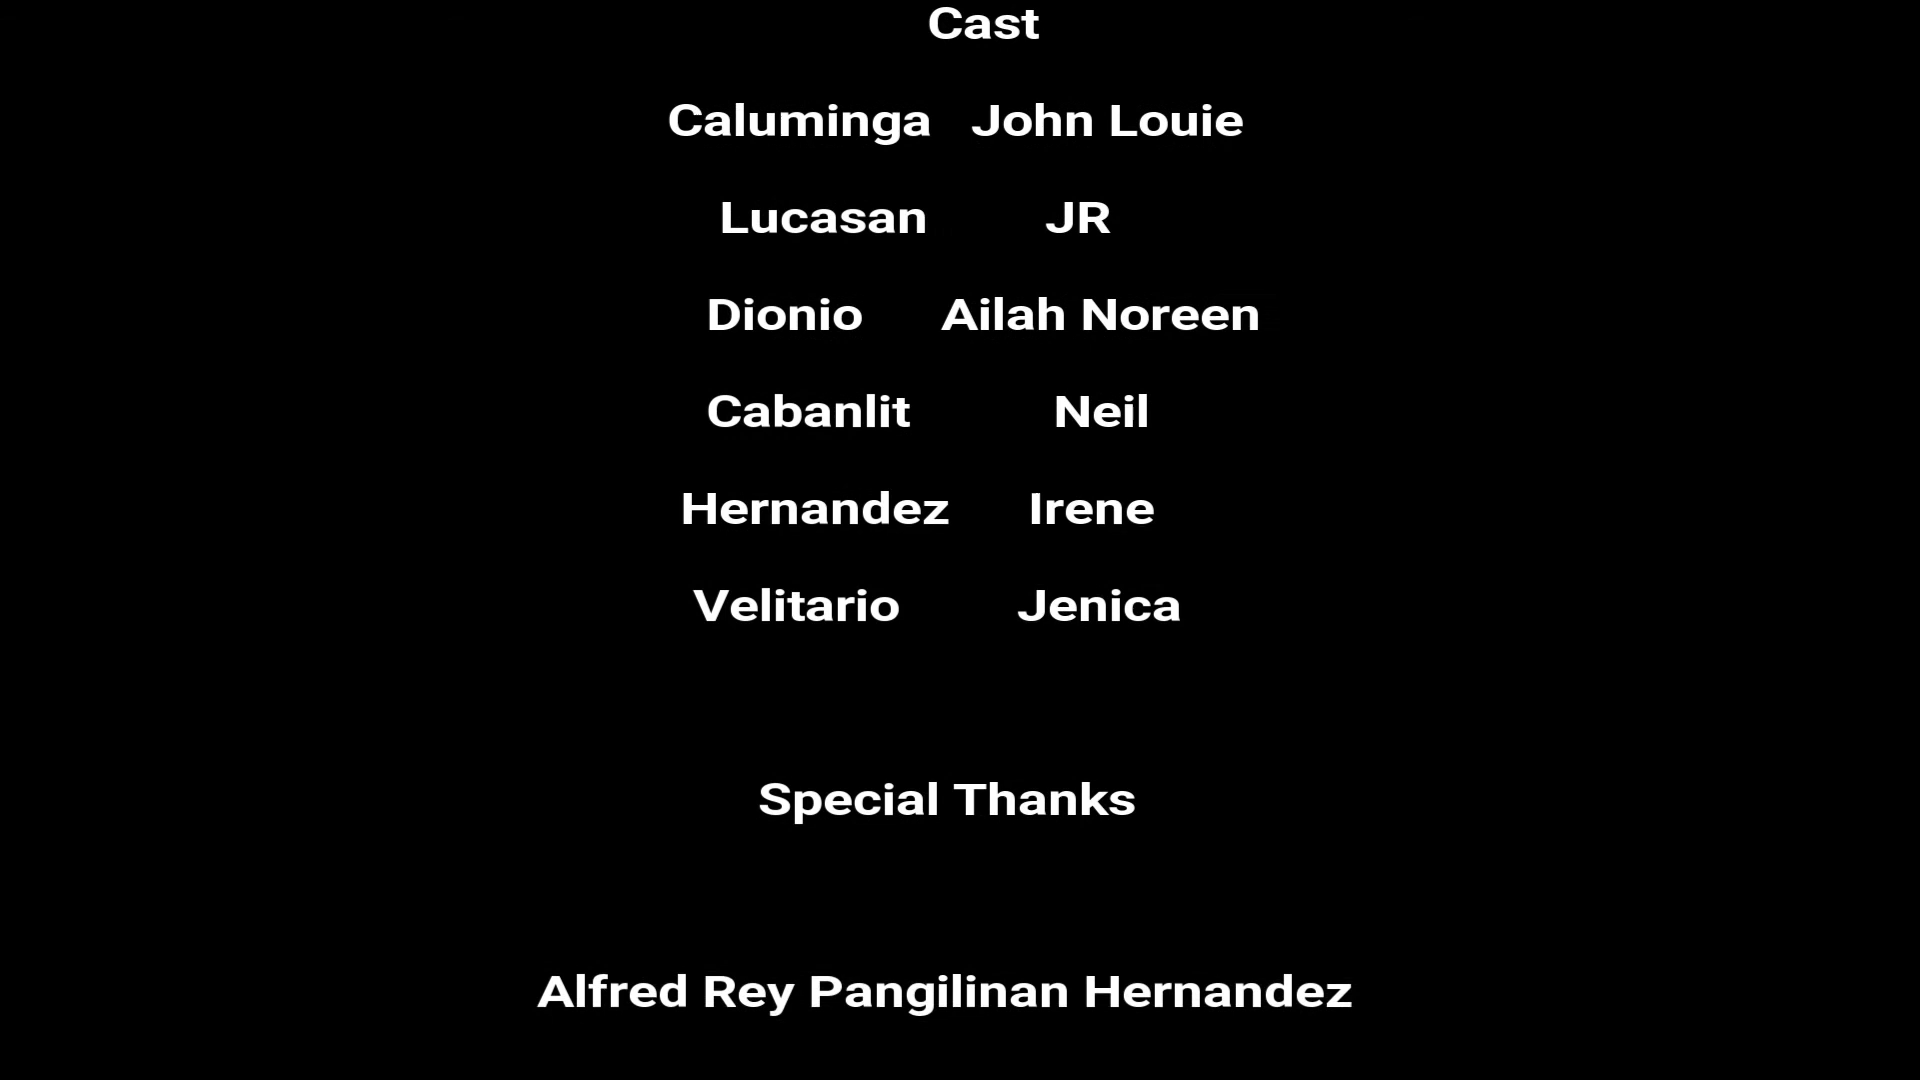 Cast
Caluminga John Louie
Lucasan JR
Dionio Ailah Noreen
Cabanlit Neil
Hernandez Irene
Velitario Jenica
Special Thanks
Alfred Rey Pangilinan Hernandez